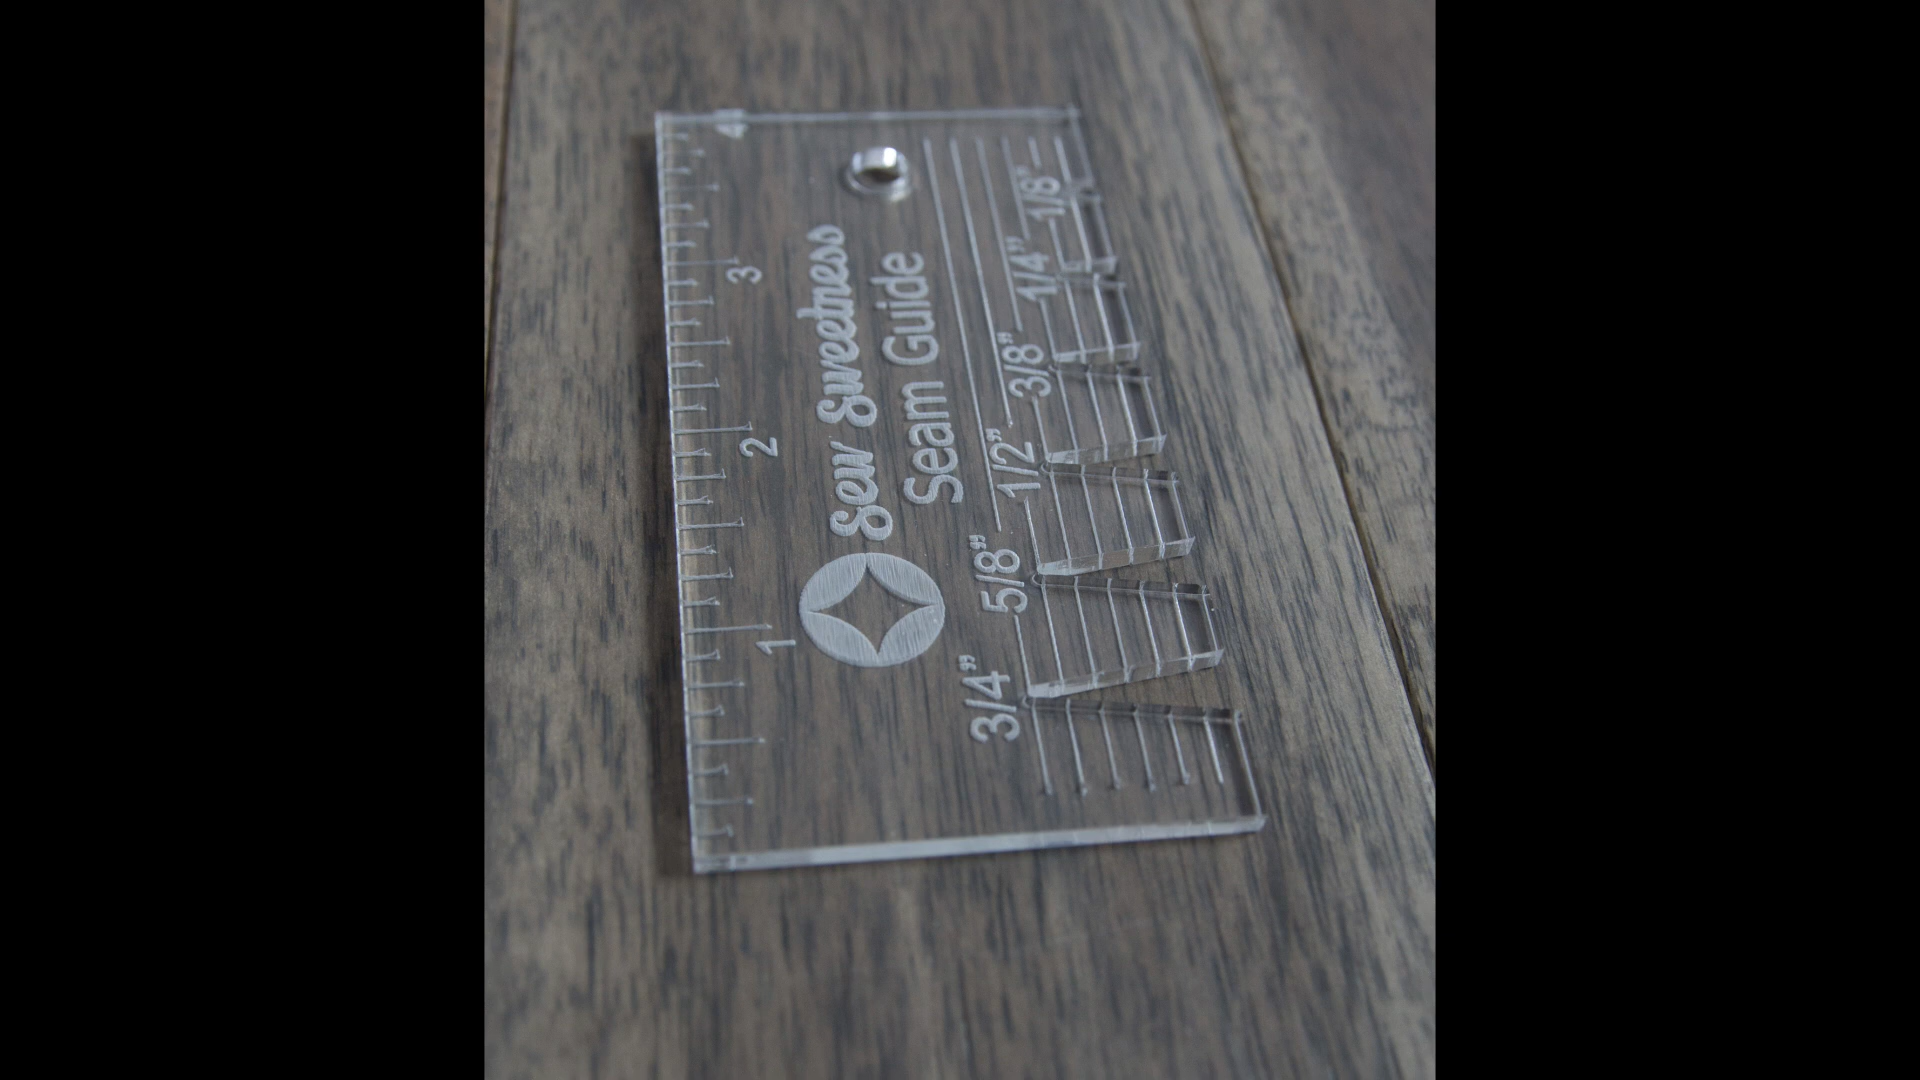 Sew Sweetness
Seam Guide
1 2 3 4
3/4” 5/8” 1/2” 3/8” 1/4” 1/8”